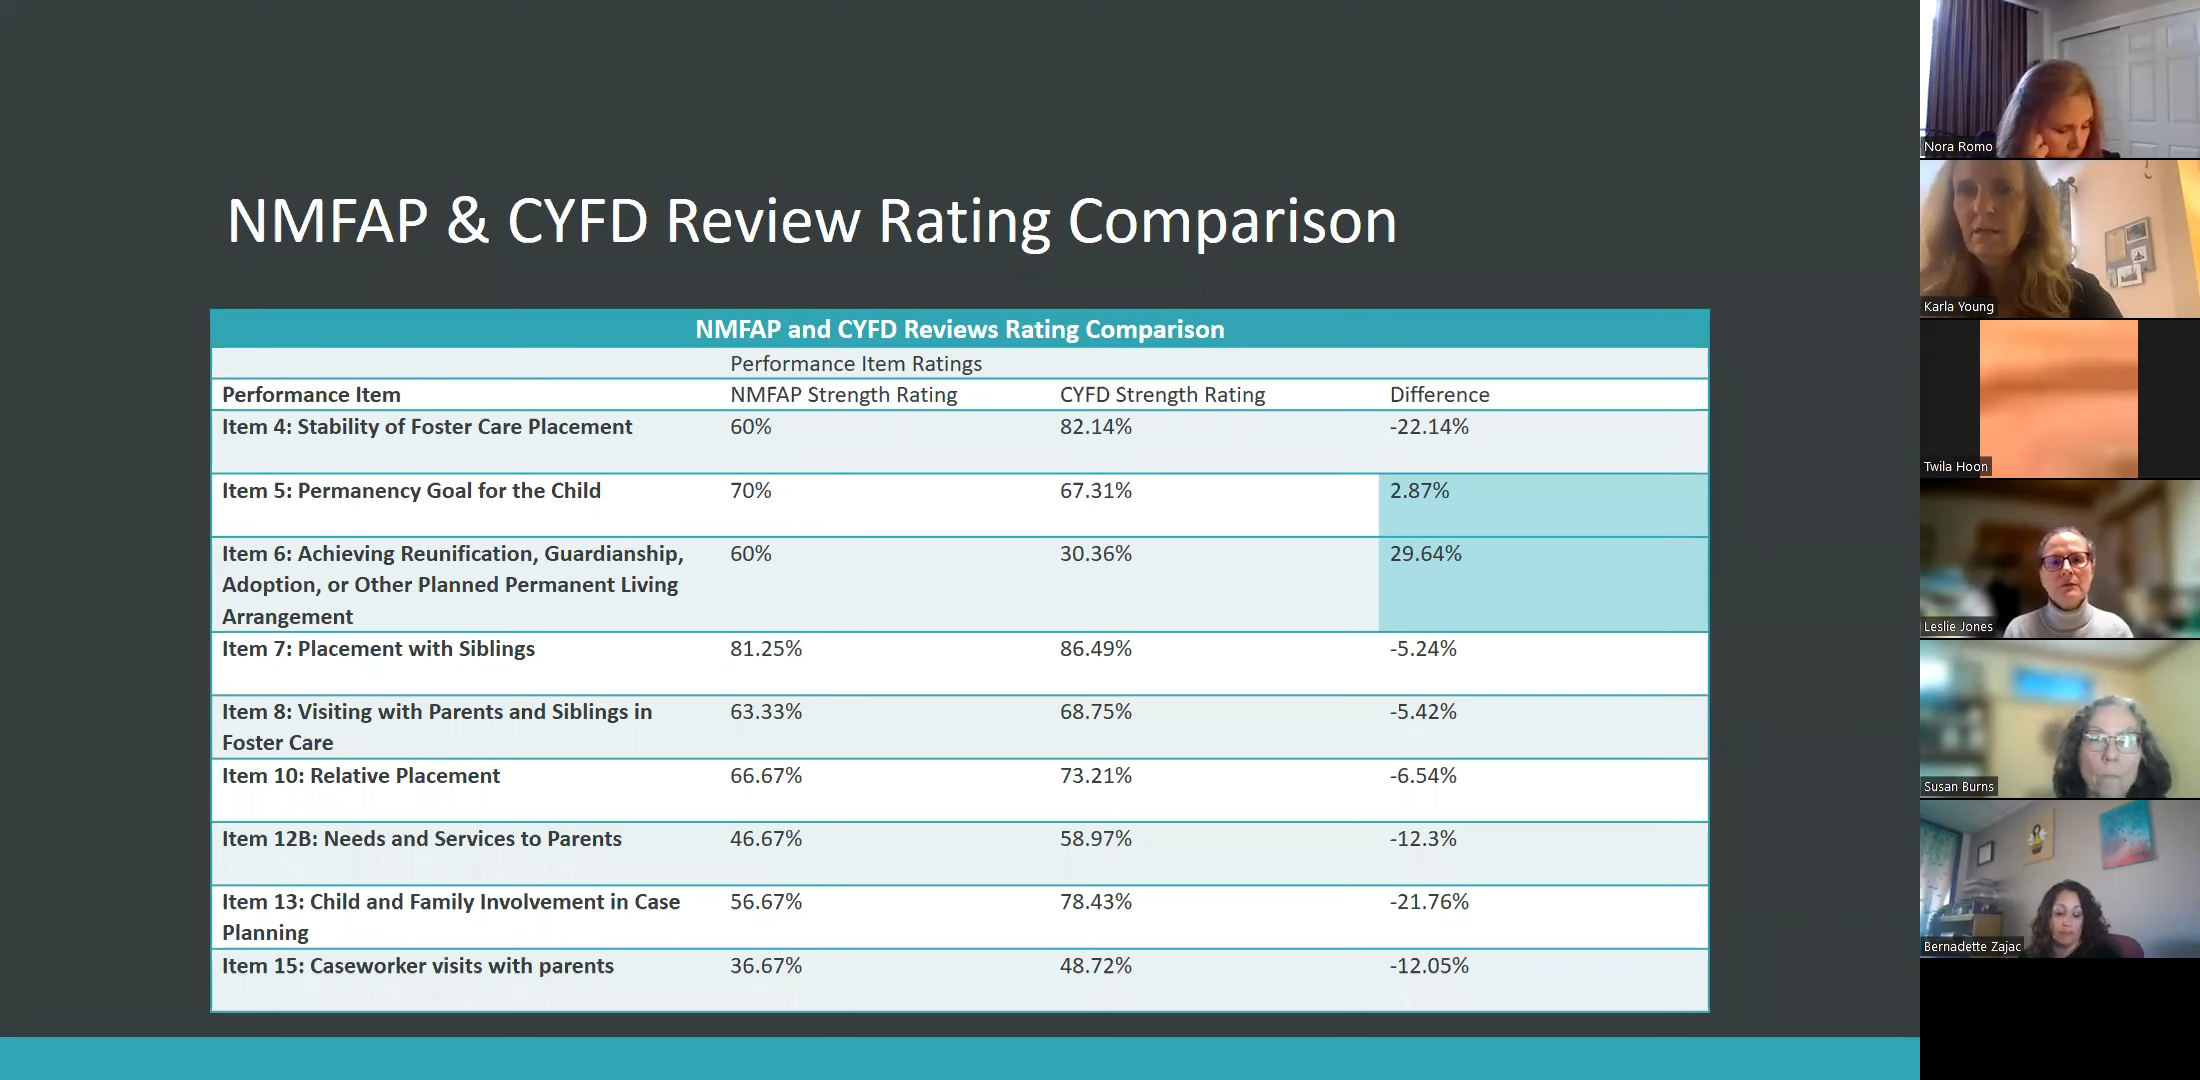 NMFAP & CYFD Review Rating Comparison
NMFAP and CYFD Reviews Rating Comparison
Performance Item Ratings
Performance Item NMFAP Strength Rating CYFD Strength Rating Difference
Item 4: Stability of Foster Care Placement 60% 82.14% -22.14%
Item 5: Permanency Goal for the Child 70% 67.31% 2.87%
Item 6: Achieving Reunification, Guardianship, 60% 30.36% 29.64%
Adoption, or Other Planned Permanent Living
Arrangement
Item 7: Placement with Siblings 81.25% 86.49% -5.24%
Item 8: Visiting with Parents and Siblings in 63.33% 68.75% -5.42%
Foster Care
Item 10: Relative Placement 66.67% 73.21% -6.54%
Item 12B: Needs and Services to Parents 46.67% 58.97% -12.3%
Item 13: Child and Family Involvement in Case 56.67% 78.43% -21.76%
Planning
Item 15: Caseworker visits with parents 36.67% 48.72% -12.05%
Nora Romo
Karla Young
Twila Hoon
Leslie Jones
Susan Burns
Bernadette Zajac